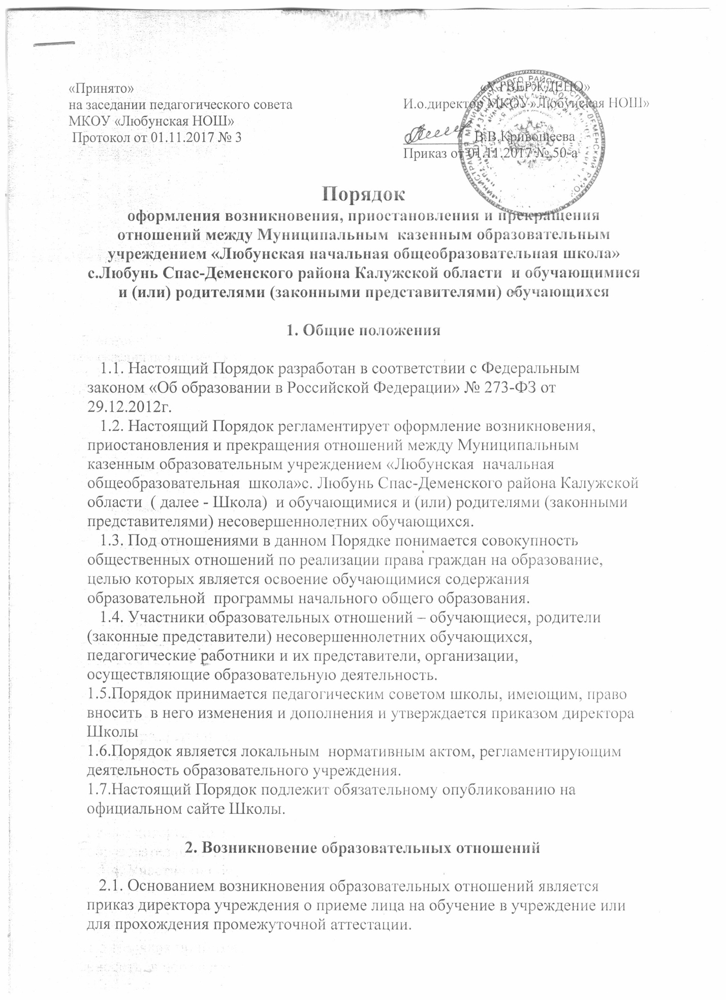 «Принято»
на заседании педагогического совета
МКОУ «Любунская НОШ»
Протокол от 01.11.2017 № 3
«УТВЕРЖДЕНО»
И.о.директор МКОУ»Любунская НОШ»
В.В.Кривошеева
Приказ от 01.11.2017 № 50-а
Порядок
оформления возникновения, приостановления и прекращения
отношений между Муниципальным казенным образовательным
учреждением «Любунская начальная общеобразовательная школа»
с.Любунь Спас-Деменского района Калужской области и обучающимися
и (или) родителями (законными представителями) обучающихся
1. Общие положения
1.1. Настоящий Порядок разработан в соответствии с Федеральным
законом «Об образовании в Российской Федерации» № 273-ФЗ от
29.12.2012г.
1.2. Настоящий Порядок регламентирует оформление возникновения,
приостановления и прекращения отношений между Муниципальным
казенным образовательным учреждением «Любунская начальная
общеобразовательная школа»с. Любунь Спас-Деменского района Калужской
области ( далее - Школа) и обучающимися и (или) родителями (законными
представителями) несовершеннолетних обучающихся.
1.3. Под отношениями в данном Порядке понимается совокупность
общественных отношений по реализации права граждан на образование,
целью которых является освоение обучающимися содержания
образовательной программы начального общего образования.
1.4. Участники образовательных отношений – обучающиеся, родители
(законные представители) несовершеннолетних обучающихся,
педагогические работники и их представители, организации,
осуществляющие образовательную деятельность.
1.5.Порядок принимается педагогическим советом школы, имеющим, право
вносить в него изменения и дополнения и утверждается приказом директора
Школы
1.6.Порядок является локальным нормативным актом, регламентирующим
деятельность образовательного учреждения.
1.7.Настоящий Порядок подлежит обязательному опубликованию на
официальном сайте Школы.
2. Возникновение образовательных отношений
2.1. Основанием возникновения образовательных отношений является
приказ директора учреждения о приеме лица на обучение в учреждение или
для прохождения промежуточной аттестации.